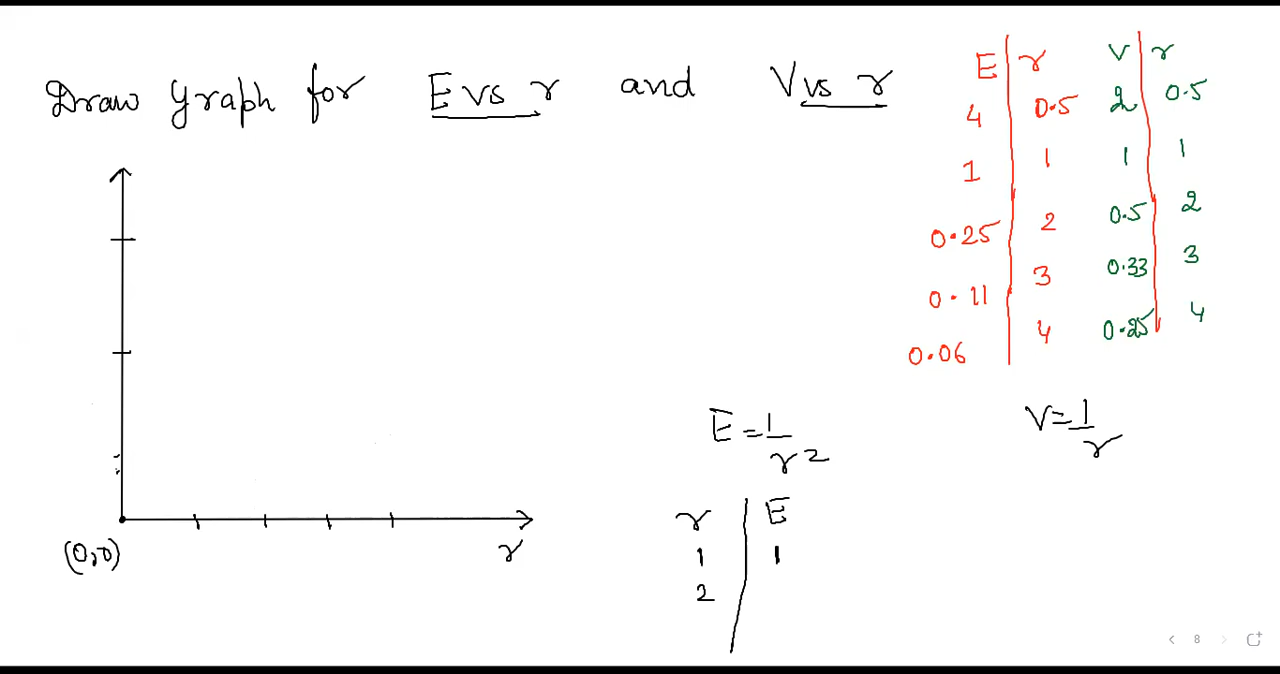 Draw Graph for E vs r and V vs r
E r V r
4 0.5 2 0.5
1 1 1 1
0.25 2 0.5 2
0.11 3 0.33 3
0.06 4 0.25 4
E = 1/r2
V = 1/r
r E
1 1
2
(0,0)
r
8